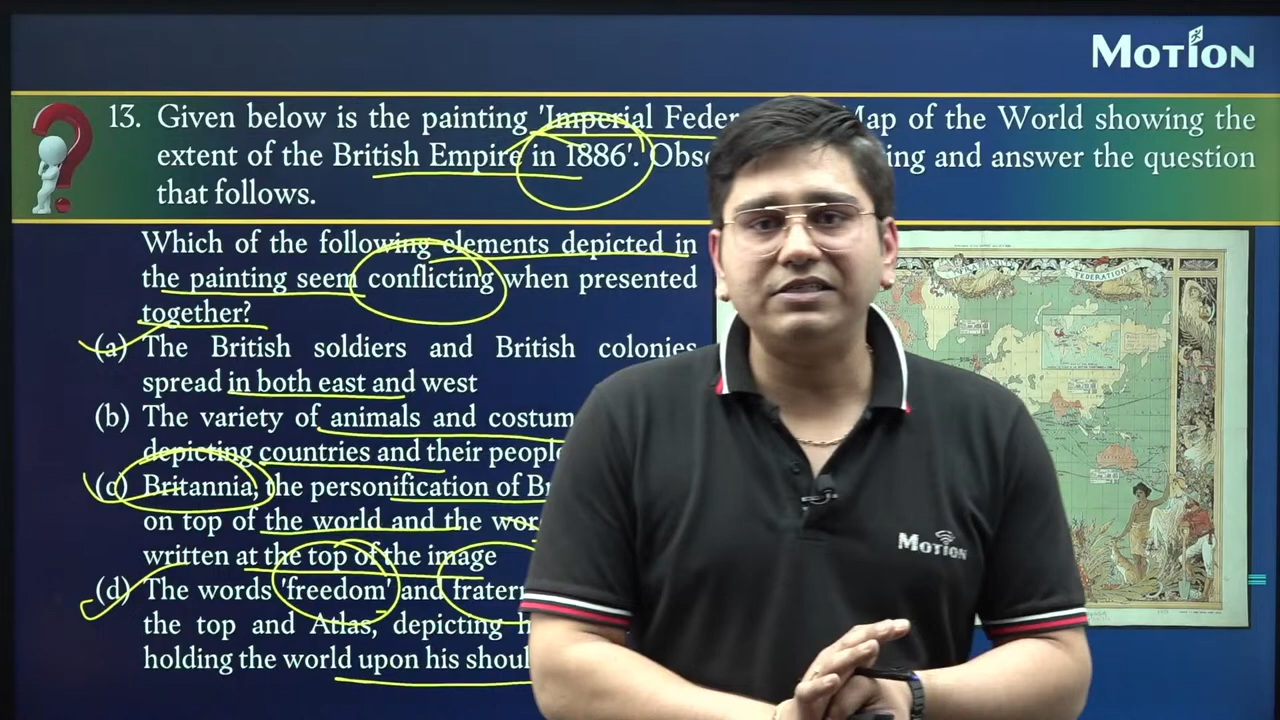 MOTION
13. Given below is the painting 'Imperial Feder Map of the World showing the
extent of the British Empire in 1886'. Obs ing and answer the question
that follows.
Which of the following elements depicted in
the painting seem conflicting when presented
together?
(a) The British soldiers and British colonies
spread in both east and west
(b) The variety of animals and costum
depicting countries and their people
(c) Britannia, the personification of Br
on top of the world and the wor
written at the top of the image
(d) The words 'freedom' and fratern
the top and Atlas, depicting h
holding the world upon his shoul
FEDERATION
MOTION